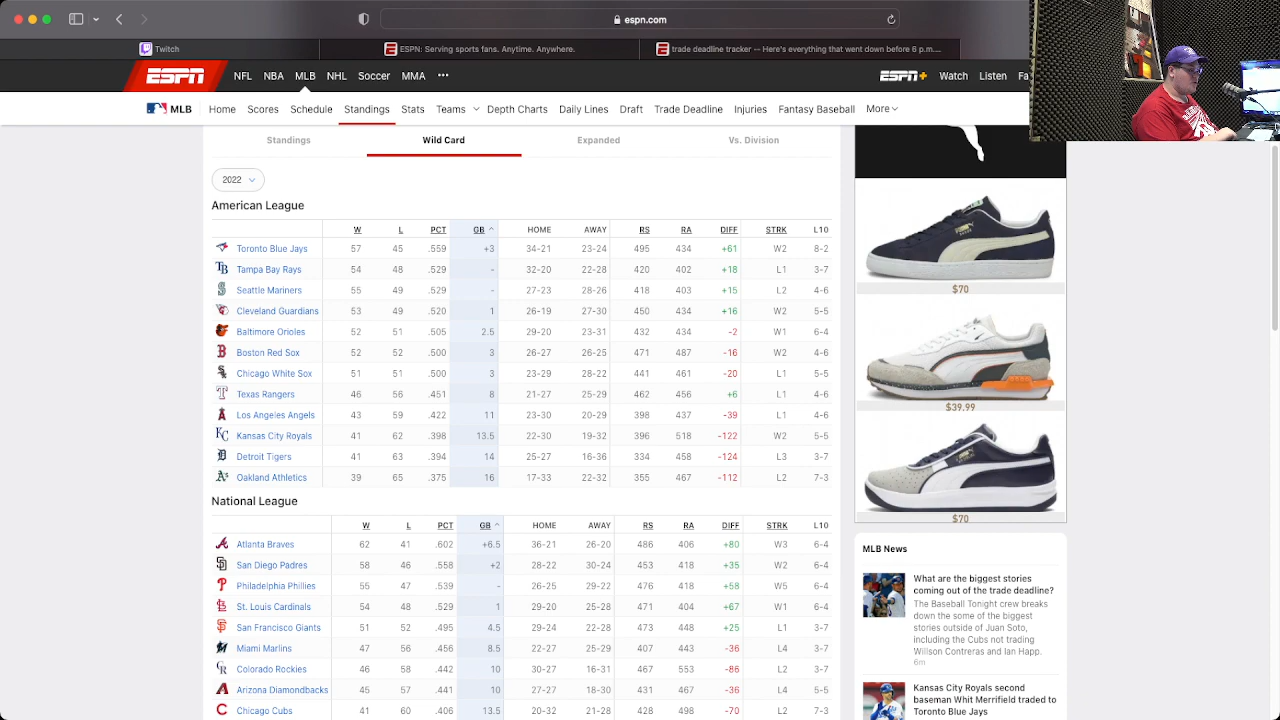 espn.com
Twitch
ESPN: Serving sports fans. Anytime. Anywhere.
trade deadline tracker -- Here's everything that went down before 6 p.m....
ESPN NFL NBA MLB NHL Soccer MMA ••• ESPN+ Watch Listen Fa
MLB Home Scores Schedule Standings Stats Teams Depth Charts Daily Lines Draft Trade Deadline Injuries Fantasy Baseball More
Standings Wild Card Expanded Vs. Division
2022
American League
W L PCT GB HOME AWAY RS RA DIFF STRK L10
Toronto Blue Jays 57 45 .559 +3 34-21 23-24 495 434 +61 W2 8-2
Tampa Bay Rays 54 48 .529 - 32-20 22-28 420 402 +18 L1 3-7
Seattle Mariners 55 49 .529 - 27-23 28-26 418 403 +15 L2 4-6
Cleveland Guardians 53 49 .520 1 26-19 27-30 450 434 +16 W2 5-5
Baltimore Orioles 52 51 .505 2.5 29-20 23-31 432 434 -2 W1 6-4
Boston Red Sox 52 52 .500 3 26-27 26-25 471 487 -16 W2 4-6
Chicago White Sox 51 51 .500 3 23-29 28-22 441 461 -20 L1 5-5
Texas Rangers 46 56 .451 8 21-27 25-29 462 456 +6 L1 4-6
Los Angeles Angels 43 59 .422 11 23-30 20-29 398 437 -39 L1 4-6
Kansas City Royals 41 62 .398 13.5 22-30 19-32 396 518 -122 W2 5-5
Detroit Tigers 41 63 .394 14 25-27 16-36 334 458 -124 L3 3-7
Oakland Athletics 39 65 .375 16 17-33 22-32 355 467 -112 L2 7-3
National League
W L PCT GB HOME AWAY RS RA DIFF STRK L10
Atlanta Braves 62 41 .602 +6.5 36-21 26-20 486 406 +80 W3 6-4
San Diego Padres 58 46 .558 +2 28-22 30-24 453 418 +35 W2 6-4
Philadelphia Phillies 55 47 .539 - 26-25 29-22 476 418 +58 W5 6-4
St. Louis Cardinals 54 48 .529 1 29-20 25-28 471 404 +67 W1 6-4
San Francisco Giants 51 52 .495 4.5 29-24 22-28 473 448 +25 L1 3-7
Miami Marlins 47 56 .456 8.5 22-27 25-29 407 443 -36 L4 3-7
Colorado Rockies 46 58 .442 10 30-27 16-31 467 553 -86 L2 3-7
Arizona Diamondbacks 45 57 .441 10 27-27 18-30 431 467 -36 L4 5-5
Chicago Cubs 41 60 .406 13.5 20-32 21-28 428 498 -70 L2 7-3
$70
$39.99
$70
MLB News
What are the biggest stories
coming out of the trade deadline?
The Baseball Tonight crew breaks
down the some of the biggest
stories outside of Juan Soto,
including the Cubs not trading
Willson Contreras and Ian Happ.
6m
Kansas City Royals second
baseman Whit Merrifield traded to
Toronto Blue Jays